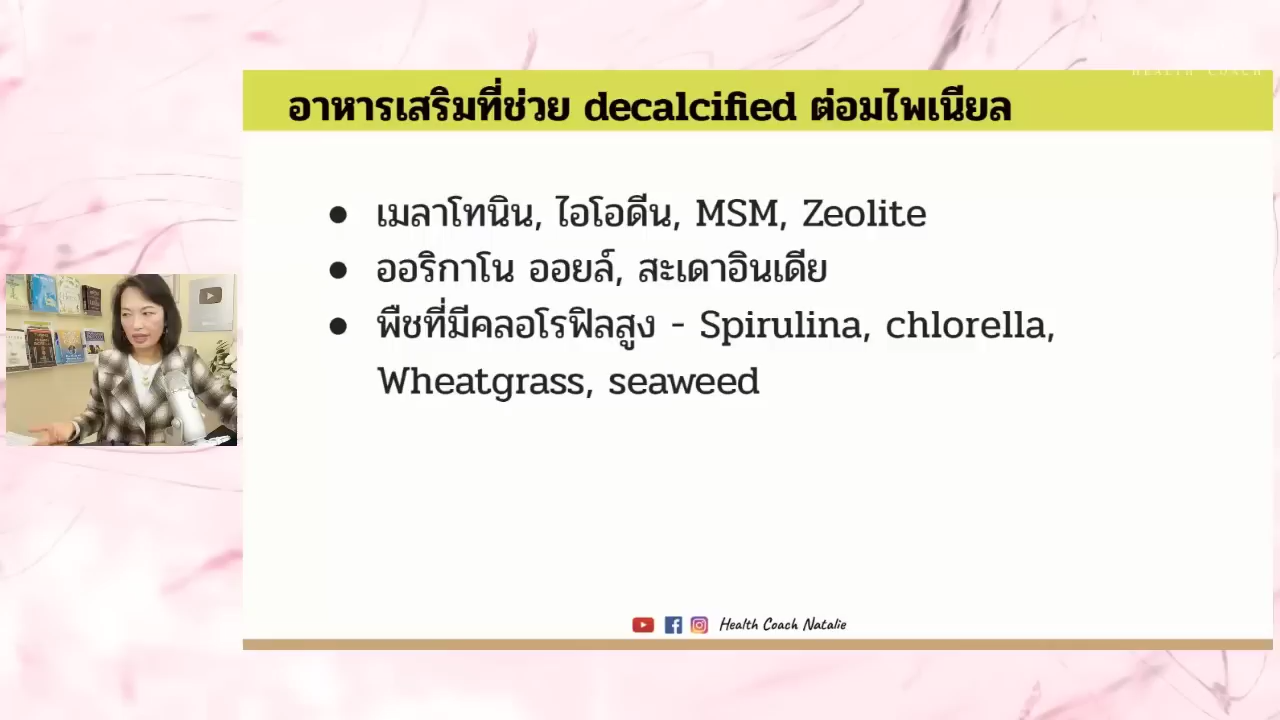 HEALTH COACH
อาหารเสริมที่ช่วย decalcified ต่อมไพเนียล
● เมลาโทนิน, ไอโอดีน, MSM, Zeolite
● ออริกาโน ออยล์, สะเดาอินเดีย
● พืชที่มีคลอโรฟิลสูง - Spirulina, chlorella,
Wheatgrass, seaweed
Health Coach Natalie